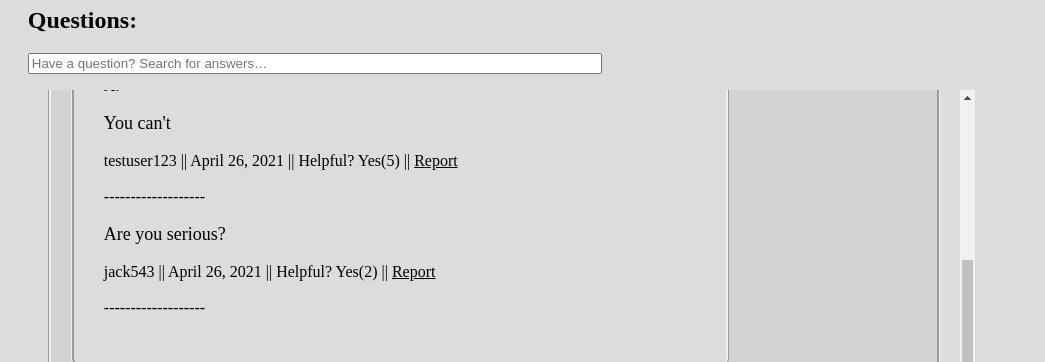 Questions:
Have a question? Search for answers…
You can't
testuser123 || April 26, 2021 || Helpful? Yes(5) || Report
-------------------
Are you serious?
jack543 || April 26, 2021 || Helpful? Yes(2) || Report
-------------------